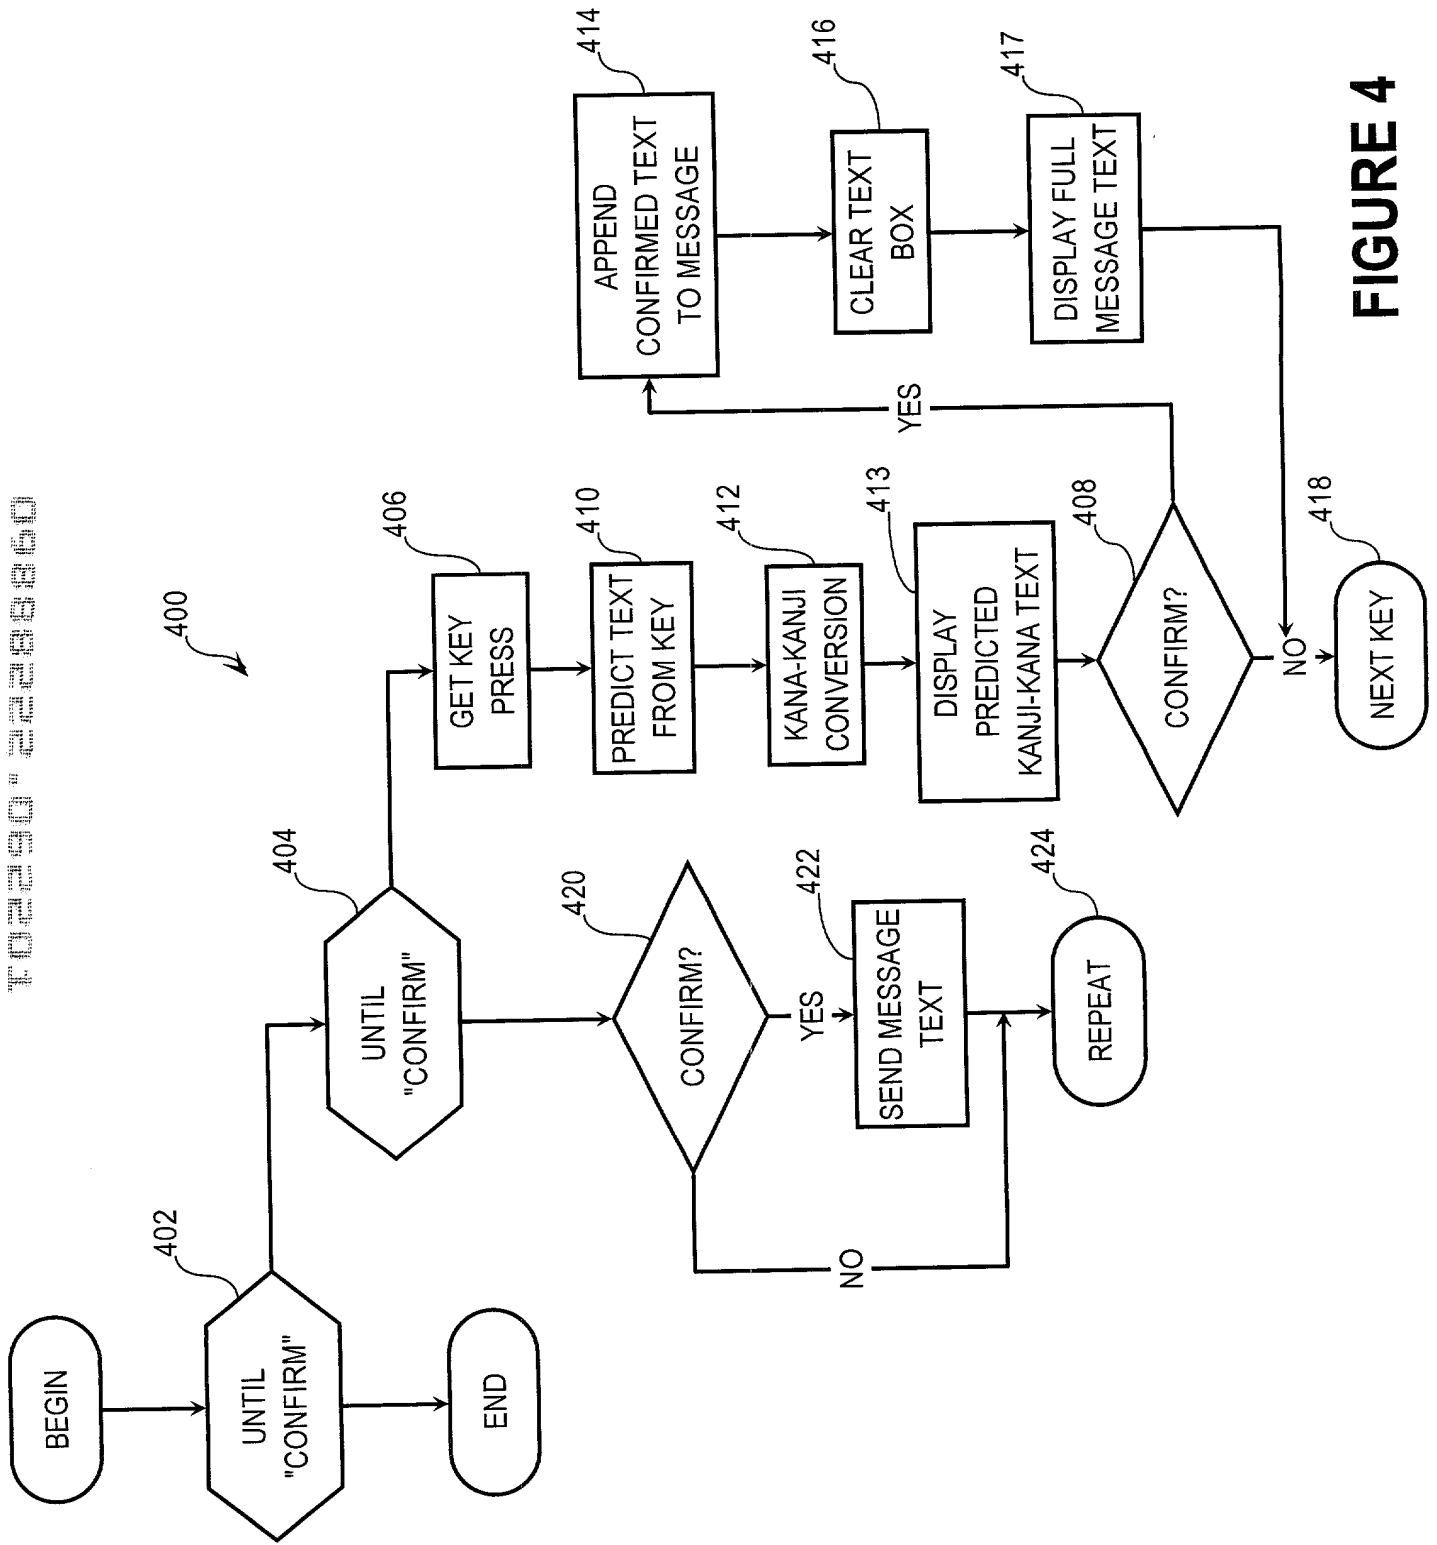 400
BEGIN
402
UNTIL
"CONFIRM"
END
404
UNTIL
"CONFIRM"
420
CONFIRM?
YES
NO
422
SEND MESSAGE
TEXT
424
REPEAT
406
GET KEY
PRESS
410
PREDICT TEXT
FROM KEY
412
KANA-KANJI
CONVERSION
413
DISPLAY
PREDICTED
KANJI-KANA TEXT
408
CONFIRM?
YES
NO
418
NEXT KEY
414
APPEND
CONFIRMED TEXT
TO MESSAGE
416
CLEAR TEXT
BOX
417
DISPLAY FULL
MESSAGE TEXT
FIGURE 4